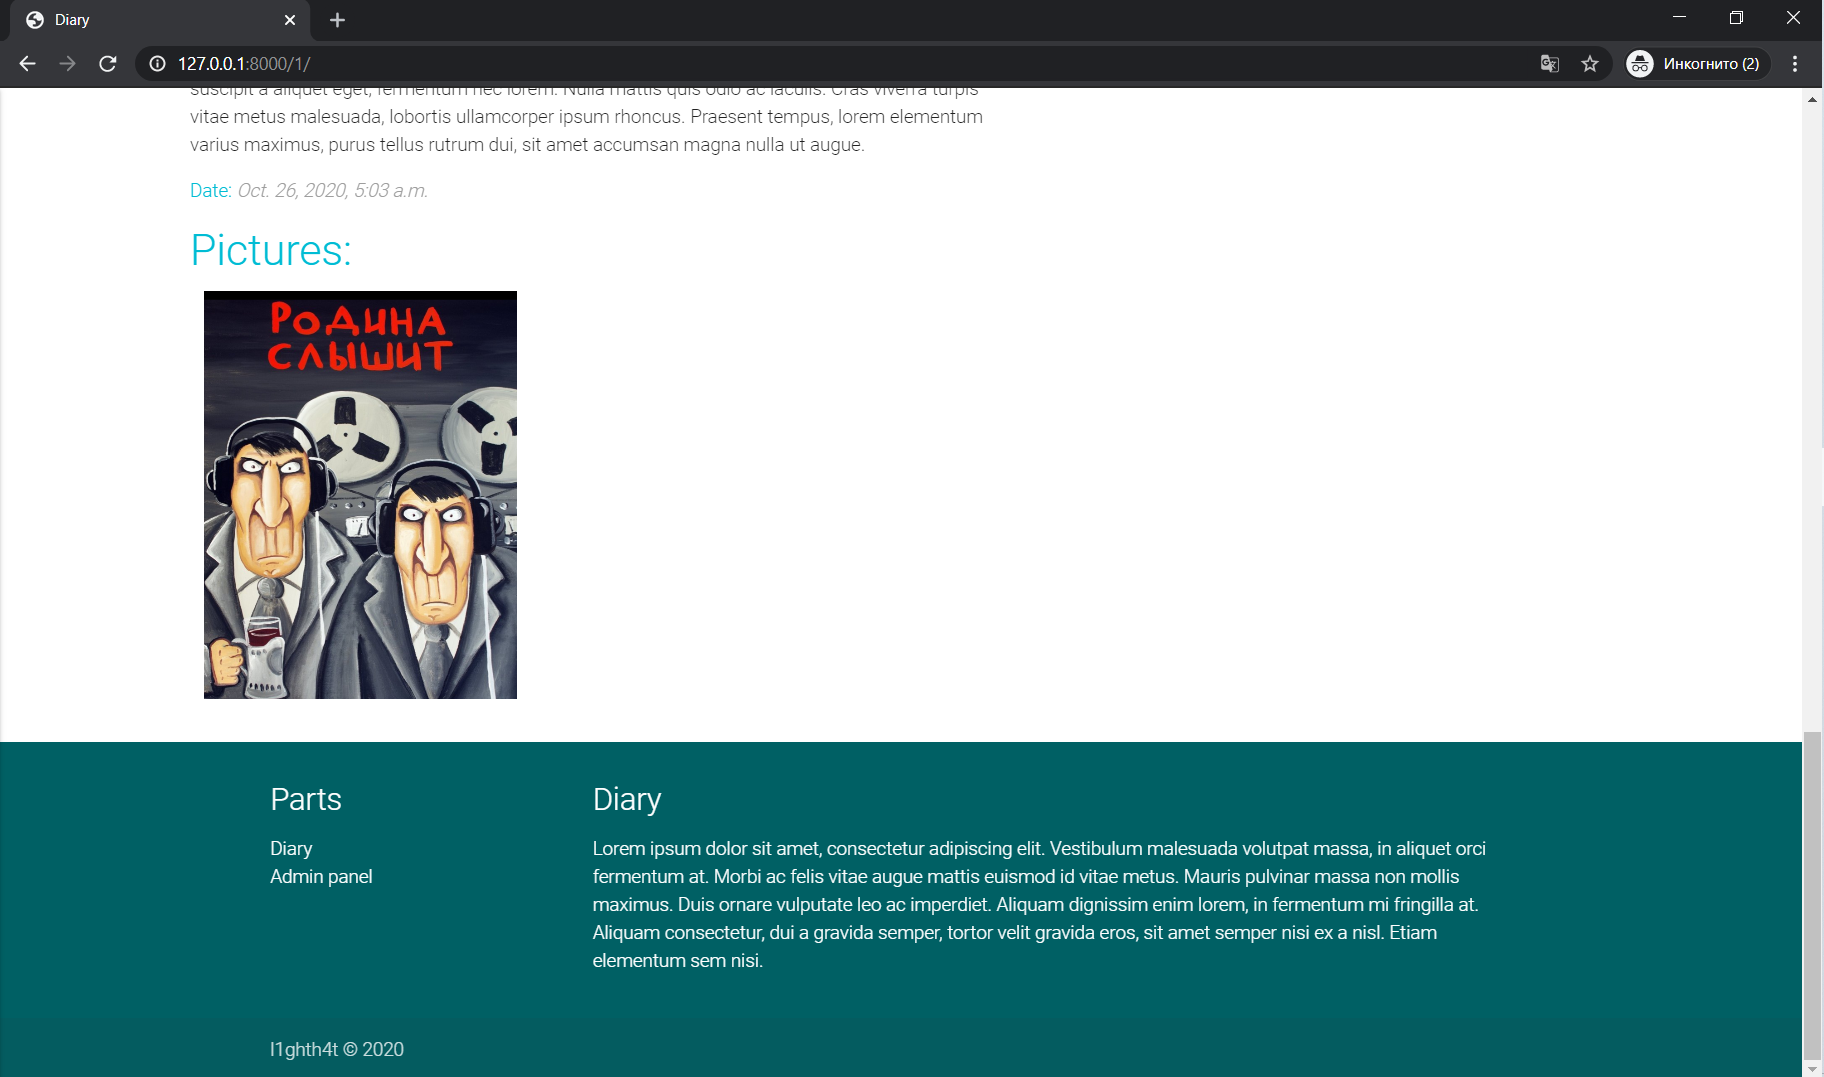 Diary
127.0.0.1:8000/1/
Инкогнито (2)
suscipit a aliquet eget, fermentum nec lorem. Nulla mattis quis odio ac iaculis. Cras viverra turpis
vitae metus malesuada, lobortis ullamcorper ipsum rhoncus. Praesent tempus, lorem elementum
varius maximus, purus tellus rutrum dui, sit amet accumsan magna nulla ut augue.
Date: Oct. 26, 2020, 5:03 a.m.
Pictures:
РОДИНА
СЛЫШИТ
Parts
Diary
Admin panel
Diary
Lorem ipsum dolor sit amet, consectetur adipiscing elit. Vestibulum malesuada volutpat massa, in aliquet orci
fermentum at. Morbi ac felis vitae augue mattis euismod id vitae metus. Mauris pulvinar massa non mollis
maximus. Duis ornare vulputate leo ac imperdiet. Aliquam dignissim enim lorem, in fermentum mi fringilla at.
Aliquam consectetur, dui a gravida semper, tortor velit gravida eros, sit amet semper nisi ex a nisl. Etiam
elementum sem nisi.
l1ghth4t © 2020